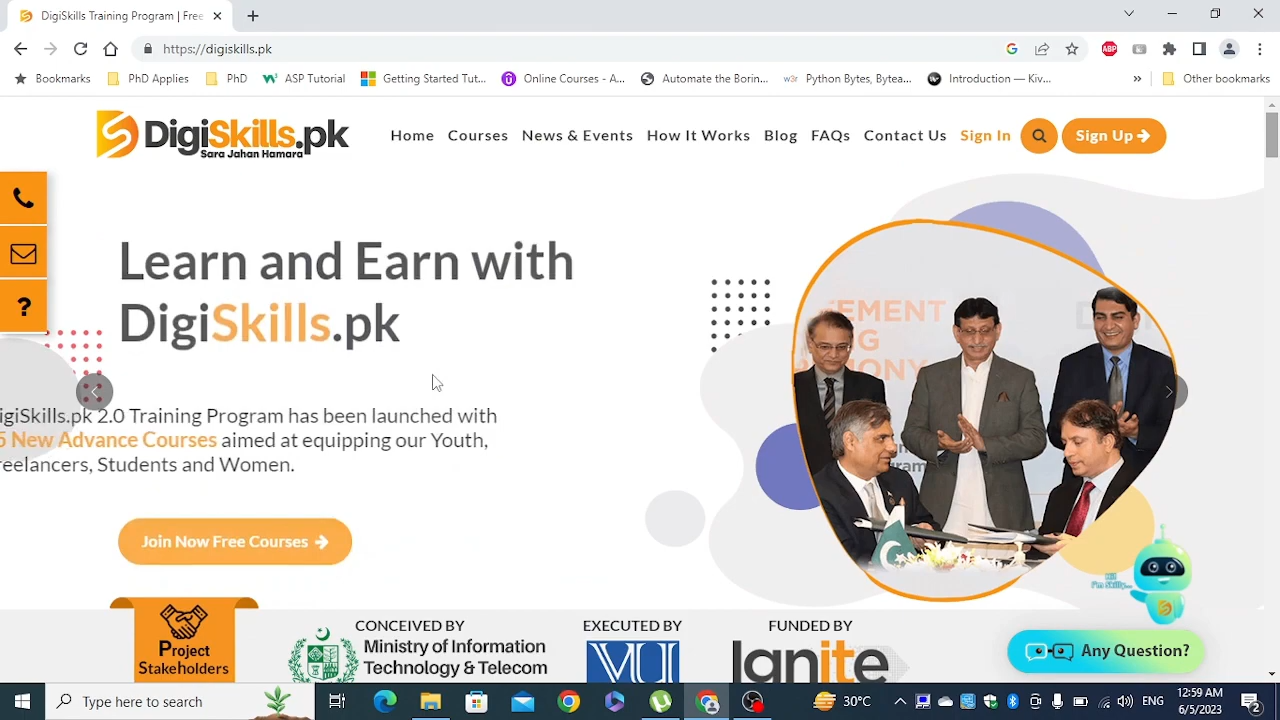 DigiSkills Training Program | Free
https://digiskills.pk
Bookmarks PhD Applies PhD ASP Tutorial Getting Started Tut... Online Courses - A... Automate the Borin... Python Bytes, Bytea... Introduction — Kiv... » Other bookmarks
DigiSkills.pk
Sara Jahan Hamara
Home Courses News & Events How It Works Blog FAQs Contact Us Sign In Sign Up
Learn and Earn with
DigiSkills.pk
igiSkills.pk 2.0 Training Program has been launched with
5 New Advance Courses aimed at equipping our Youth,
reelancers, Students and Women.
Join Now Free Courses
EMENT
Hi!
I'm Skilly...
Any Question?
Project
Stakeholders
CONCEIVED BY
Ministry of Information
Technology & Telecom
EXECUTED BY
VU
FUNDED BY
Ignite
Type here to search
30°C
ENG
12:59 AM
6/5/2023
2